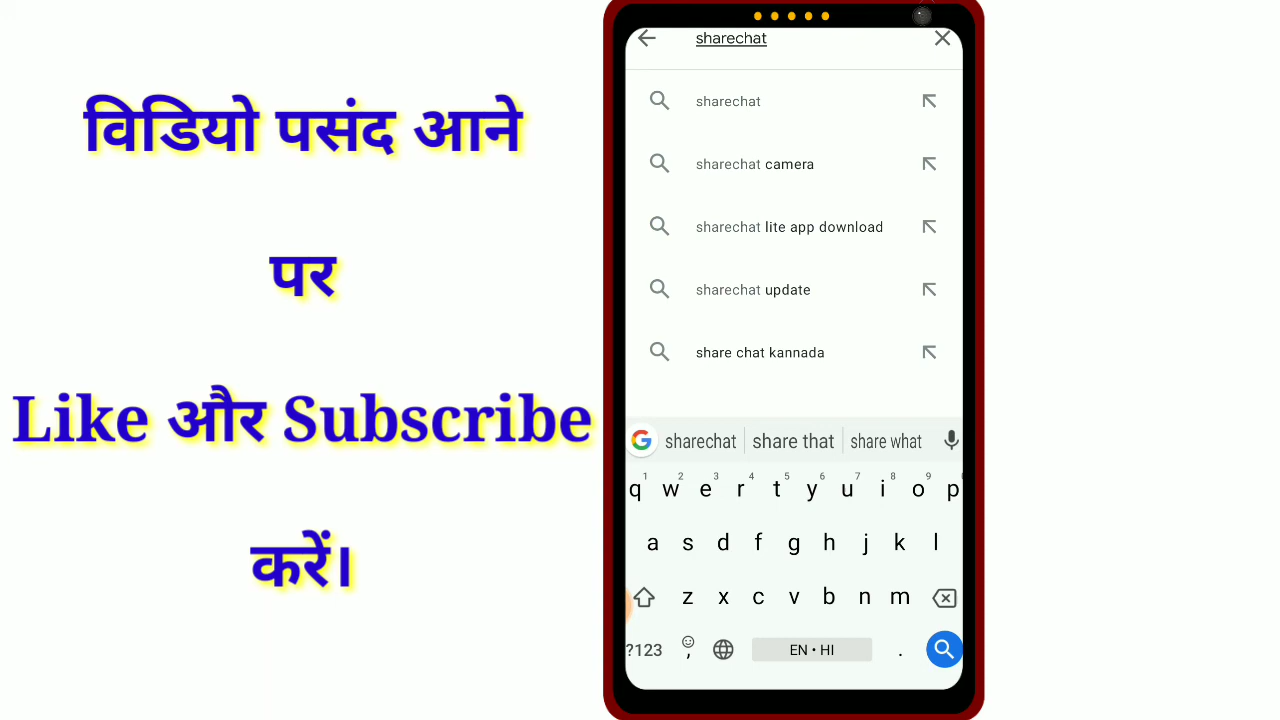 विडियो पसंद आने
पर
Like और Subscribe
करें।
sharechat
sharechat
sharechat camera
sharechat lite app download
sharechat update
share chat kannada
sharechat share that share what
1 2 3 4 5 6 7 8 9
q w e r t y u i o p
a s d f g h j k l
z x c v b n m
?123 , EN • HI .